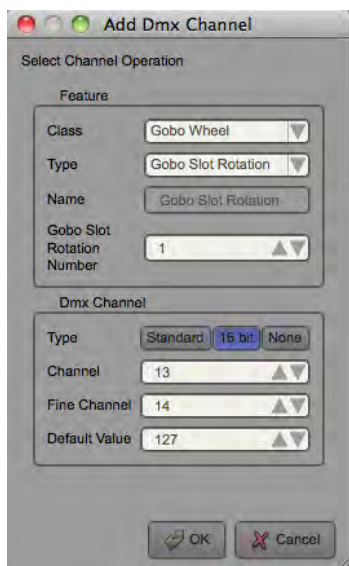 Add Dmx Channel
Select Channel Operation
Feature
Class Gobo Wheel
Type Gobo Slot Rotation
Name Gobo Slot Rotation
Gobo Slot
Rotation
Number 1
Dmx Channel
Type Standard 16 bit None
Channel 13
Fine Channel 14
Default Value 127
OK Cancel